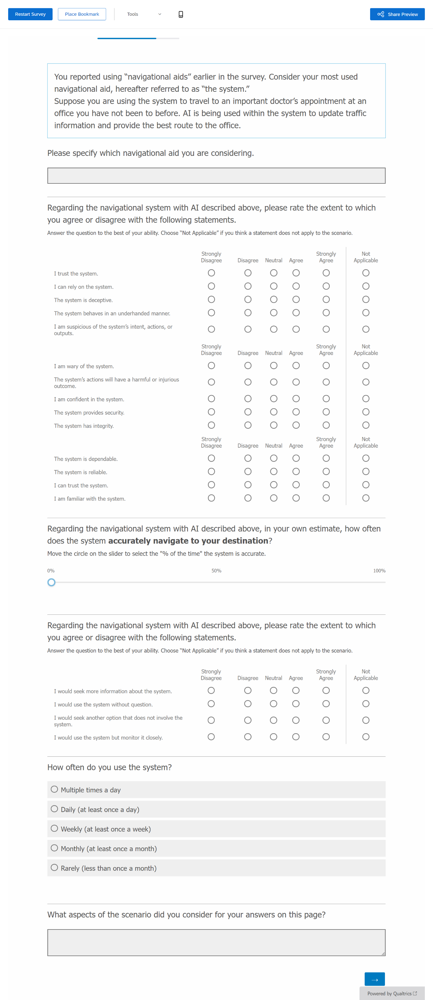 Restart Survey
Place Bookmark
Tools
Share Preview
You reported using “navigational aids” earlier in the survey. Consider your most used
navigational aid, hereafter referred to as “the system.”
Suppose you are using the system to travel to an important doctor’s appointment at an
office you have not been to before. AI is being used within the system to update traffic
information and provide the best route to the office.
Please specify which navigational aid you are considering.
Regarding the navigational system with AI described above, please rate the extent to which
you agree or disagree with the following statements.
Answer the question to the best of your ability. Choose “Not Applicable” if you think a statement does not apply to the scenario.
Strongly Disagree Disagree Neutral Agree Strongly Agree Not Applicable
I trust the system.
I can rely on the system.
The system is deceptive.
The system behaves in an underhanded manner.
I am suspicious of the system’s intent, actions, or
outputs.
Strongly Disagree Disagree Neutral Agree Strongly Agree Not Applicable
I am wary of the system.
The system’s actions will have a harmful or injurious
outcome.
I am confident in the system.
The system provides security.
The system has integrity.
Strongly Disagree Disagree Neutral Agree Strongly Agree Not Applicable
The system is dependable.
The system is reliable.
I can trust the system.
I am familiar with the system.
Regarding the navigational system with AI described above, in your own estimate, how often
does the system accurately navigate to your destination?
Move the circle on the slider to select the "% of the time" the system is accurate.
0% 50% 100%
Regarding the navigational system with AI described above, please rate the extent to which
you agree or disagree with the following statements.
Answer the question to the best of your ability. Choose “Not Applicable” if you think a statement does not apply to the scenario.
Strongly Disagree Disagree Neutral Agree Strongly Agree Not Applicable
I would seek more information about the system.
I would use the system without question.
I would seek another option that does not involve the
system.
I would use the system but monitor it closely.
How often do you use the system?
Multiple times a day
Daily (at least once a day)
Weekly (at least once a week)
Monthly (at least once a month)
Rarely (less than once a month)
What aspects of the scenario did you consider for your answers on this page?
→
Powered by Qualtrics